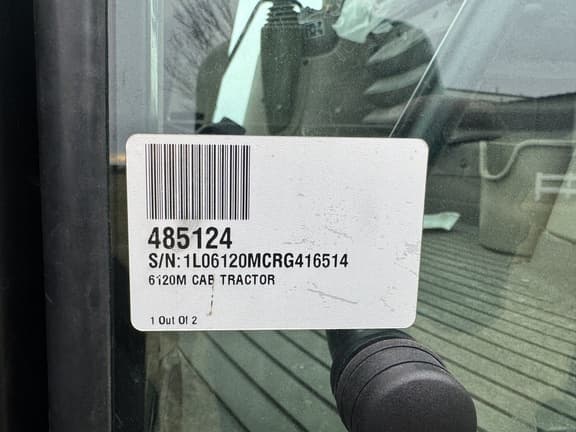 485124
S/N:1L06120MCRG416514
6120M CAB TRACTOR
1 Out Of 2